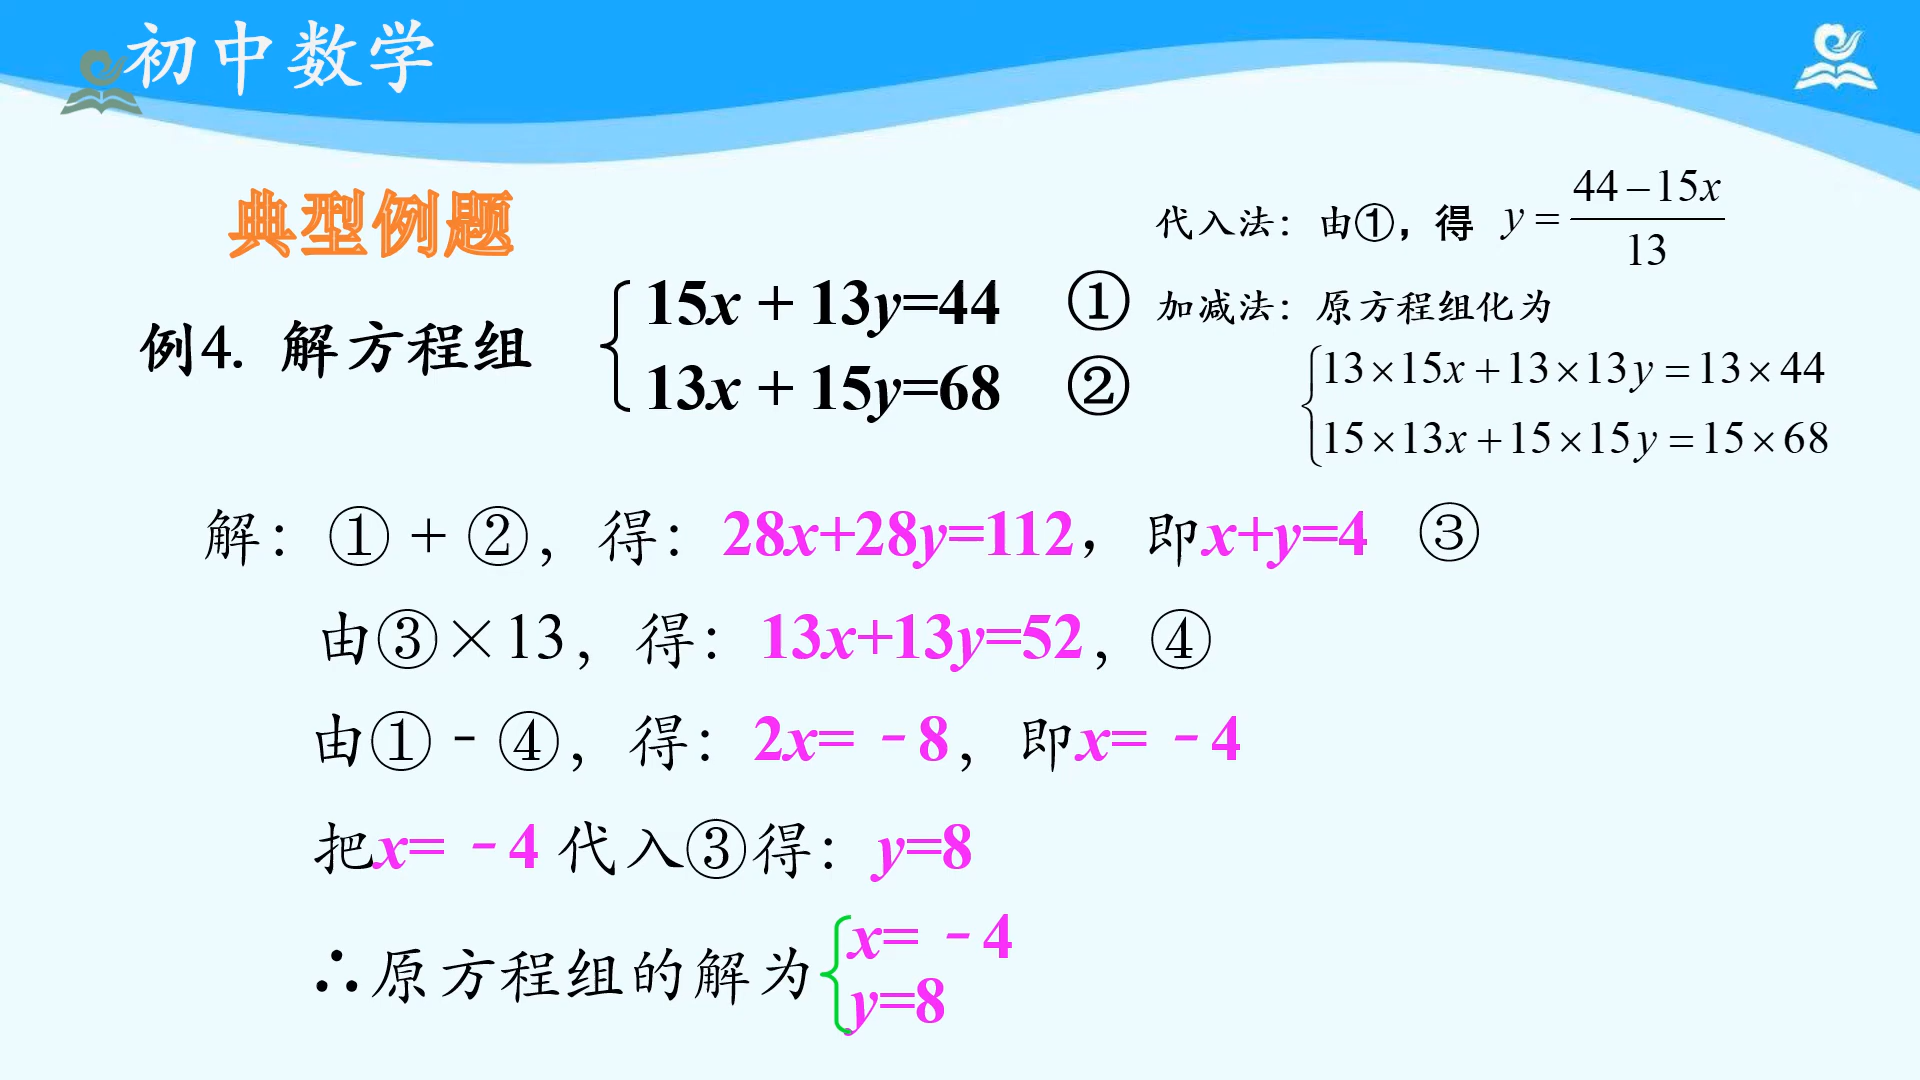 初中数学
典型例题
代入法：由①，得 y = (44－15x)/13
例4. 解方程组
15x + 13y=44 ①
13x + 15y=68 ②
加减法：原方程组化为
13×15x＋13×13y＝13×44
15×13x＋15×15y＝15×68
解：①＋②，得：28x+28y=112，即x+y=4 ③
由③×13，得：13x+13y=52，④
由①－④，得：2x=－8，即x=－4
把x=－4 代入③得：y=8
∴原方程组的解为
x=－4
y=8